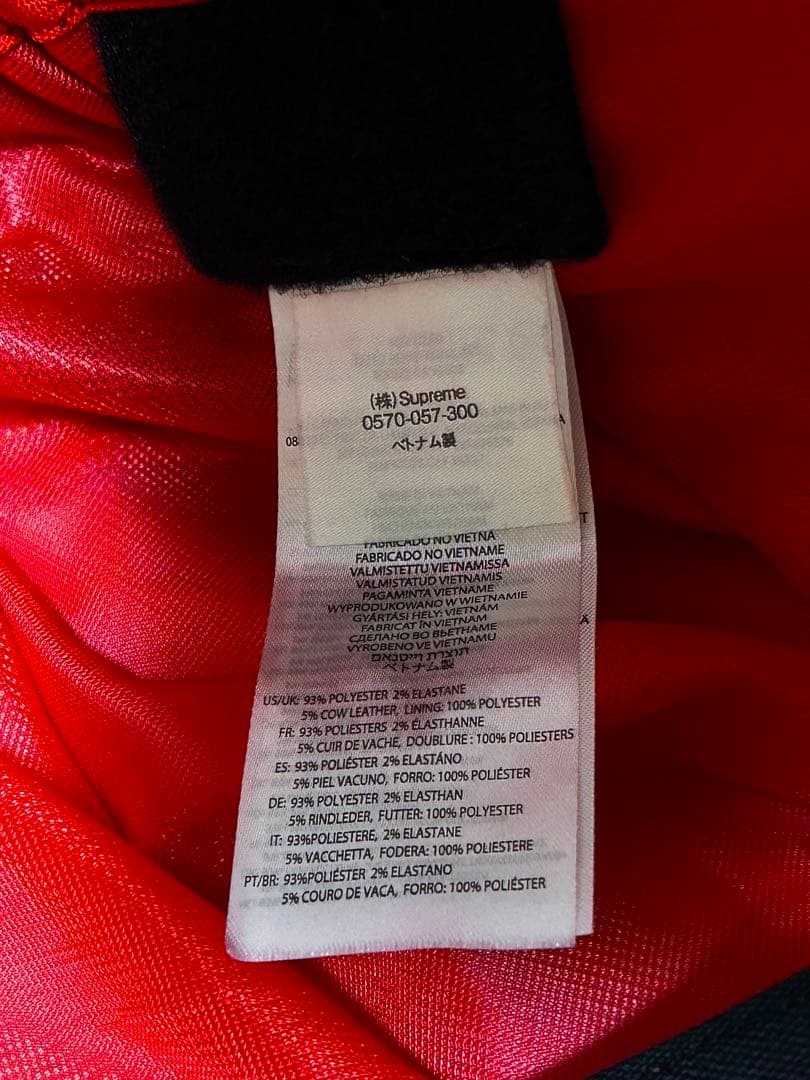 (株)Supreme
0570-057-300
ベトナム製
08
A
T
FABRICADO NO VIETNA
FABRICADO NO VIETNAME
VALMISTETTU VIETNAMISSA
VALMISTATUD VIETNAMIS
PAGAMINTA VIETNAME
WYPRODUKOWANO W WIETNAMIE
GYÁRTÁSI HELY: VIETNÁM
FABRICAT ÎN VIETNAM
СДЕЛАНО ВО ВЬЕТНАМЕ
VYROBENO VE VIETNAMU
תוצרת וייטנאם
ベトナム製
US/UK: 93% POLYESTER 2% ELASTANE
5% COW LEATHER, LINING: 100% POLYESTER
FR: 93% POLIESTERS 2% ÉLASTHANNE
5% CUIR DE VACHE, DOUBLURE : 100% POLIESTERS
ES: 93% POLIÉSTER 2% ELASTÁNO
5% PIEL VACUNO, FORRO: 100% POLIÉSTER
DE: 93% POLYESTER 2% ELASTHAN
5% RINDLEDER, FUTTER: 100% POLYESTER
IT: 93%POLIESTERE, 2% ELASTANE
5% VACCHETTA, FODERA: 100% POLIESTERE
PT/BR: 93%POLIÉSTER 2% ELASTANO
5% COURO DE VACA, FORRO: 100% POLIÉSTER